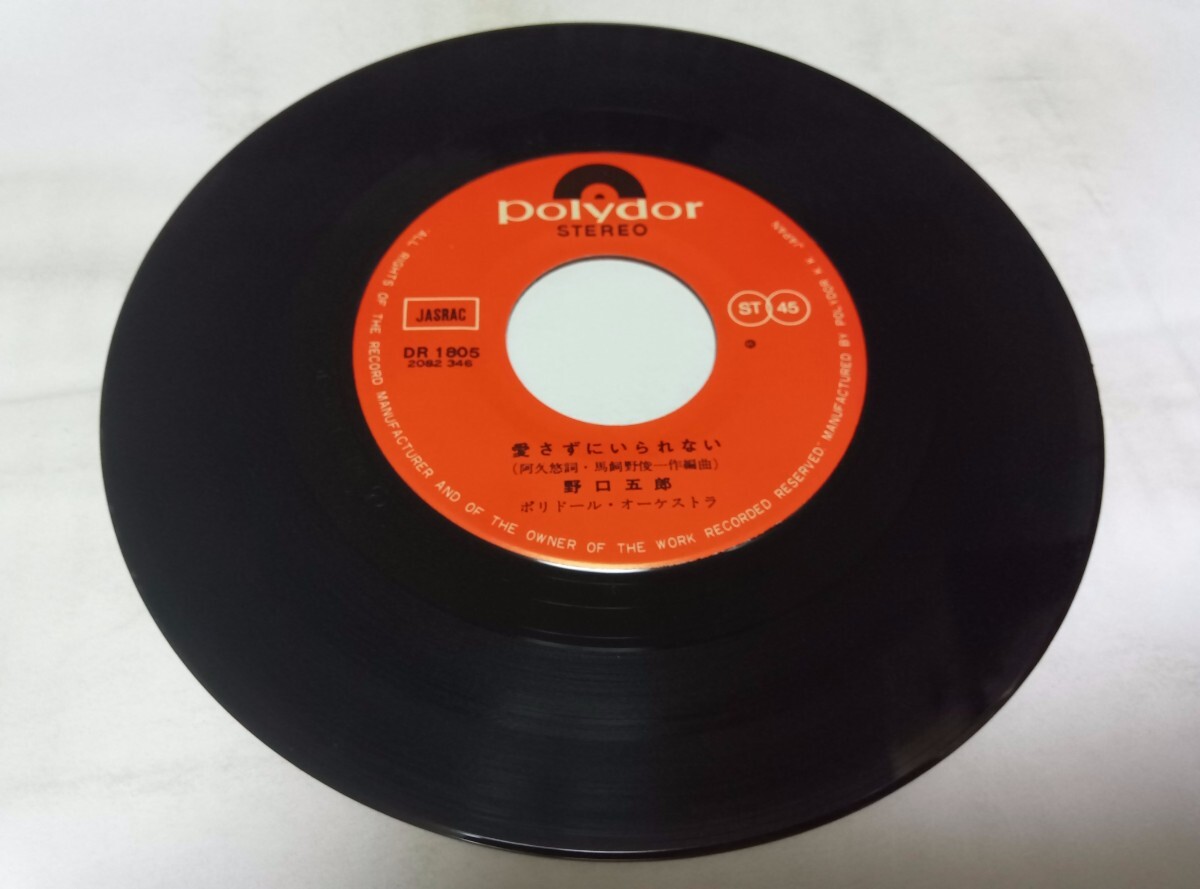 polydor
STEREO
JASRAC
ST 45
DR 1805
2082 346
℗
愛さずにいられない
(阿久悠詞・馬飼野俊一作編曲)
野口五郎
ポリドール・オーケストラ
"ALL RIGHTS OF THE RECORD MANUFACTURER AND OF THE OWNER OF THE WORK RECORDED RESERVED" MANUFACTURED BY POLYDOR K.K. JAPAN